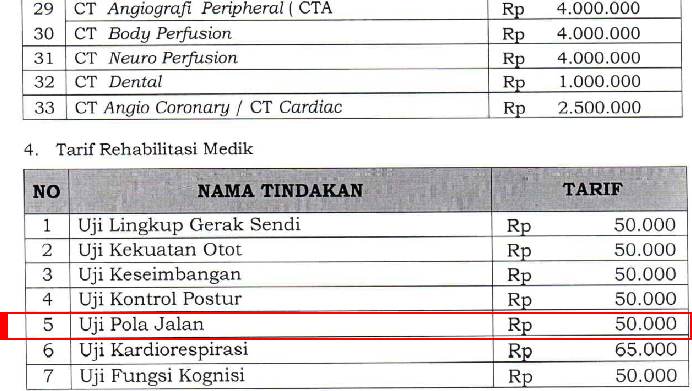 29 CT Angiografi Peripheral ( CTA Rp 4.000.000
30 CT Body Perfusion Rp 4.000.000
31 CT Neuro Perfusion Rp 4.000.000
32 CT Dental Rp 1.000.000
33 CT Angio Coronary / CT Cardiac Rp 2.500.000
4. Tarif Rehabilitasi Medik
NO NAMA TINDAKAN TARIF
1 Uji Lingkup Gerak Sendi Rp 50.000
2 Uji Kekuatan Otot Rp 50.000
3 Uji Keseimbangan Rp 50.000
4 Uji Kontrol Postur Rp 50.000
5 Uji Pola Jalan Rp 50.000
6 Uji Kardiorespirasi Rp 65.000
7 Uji Fungsi Kognisi Rp 50.000